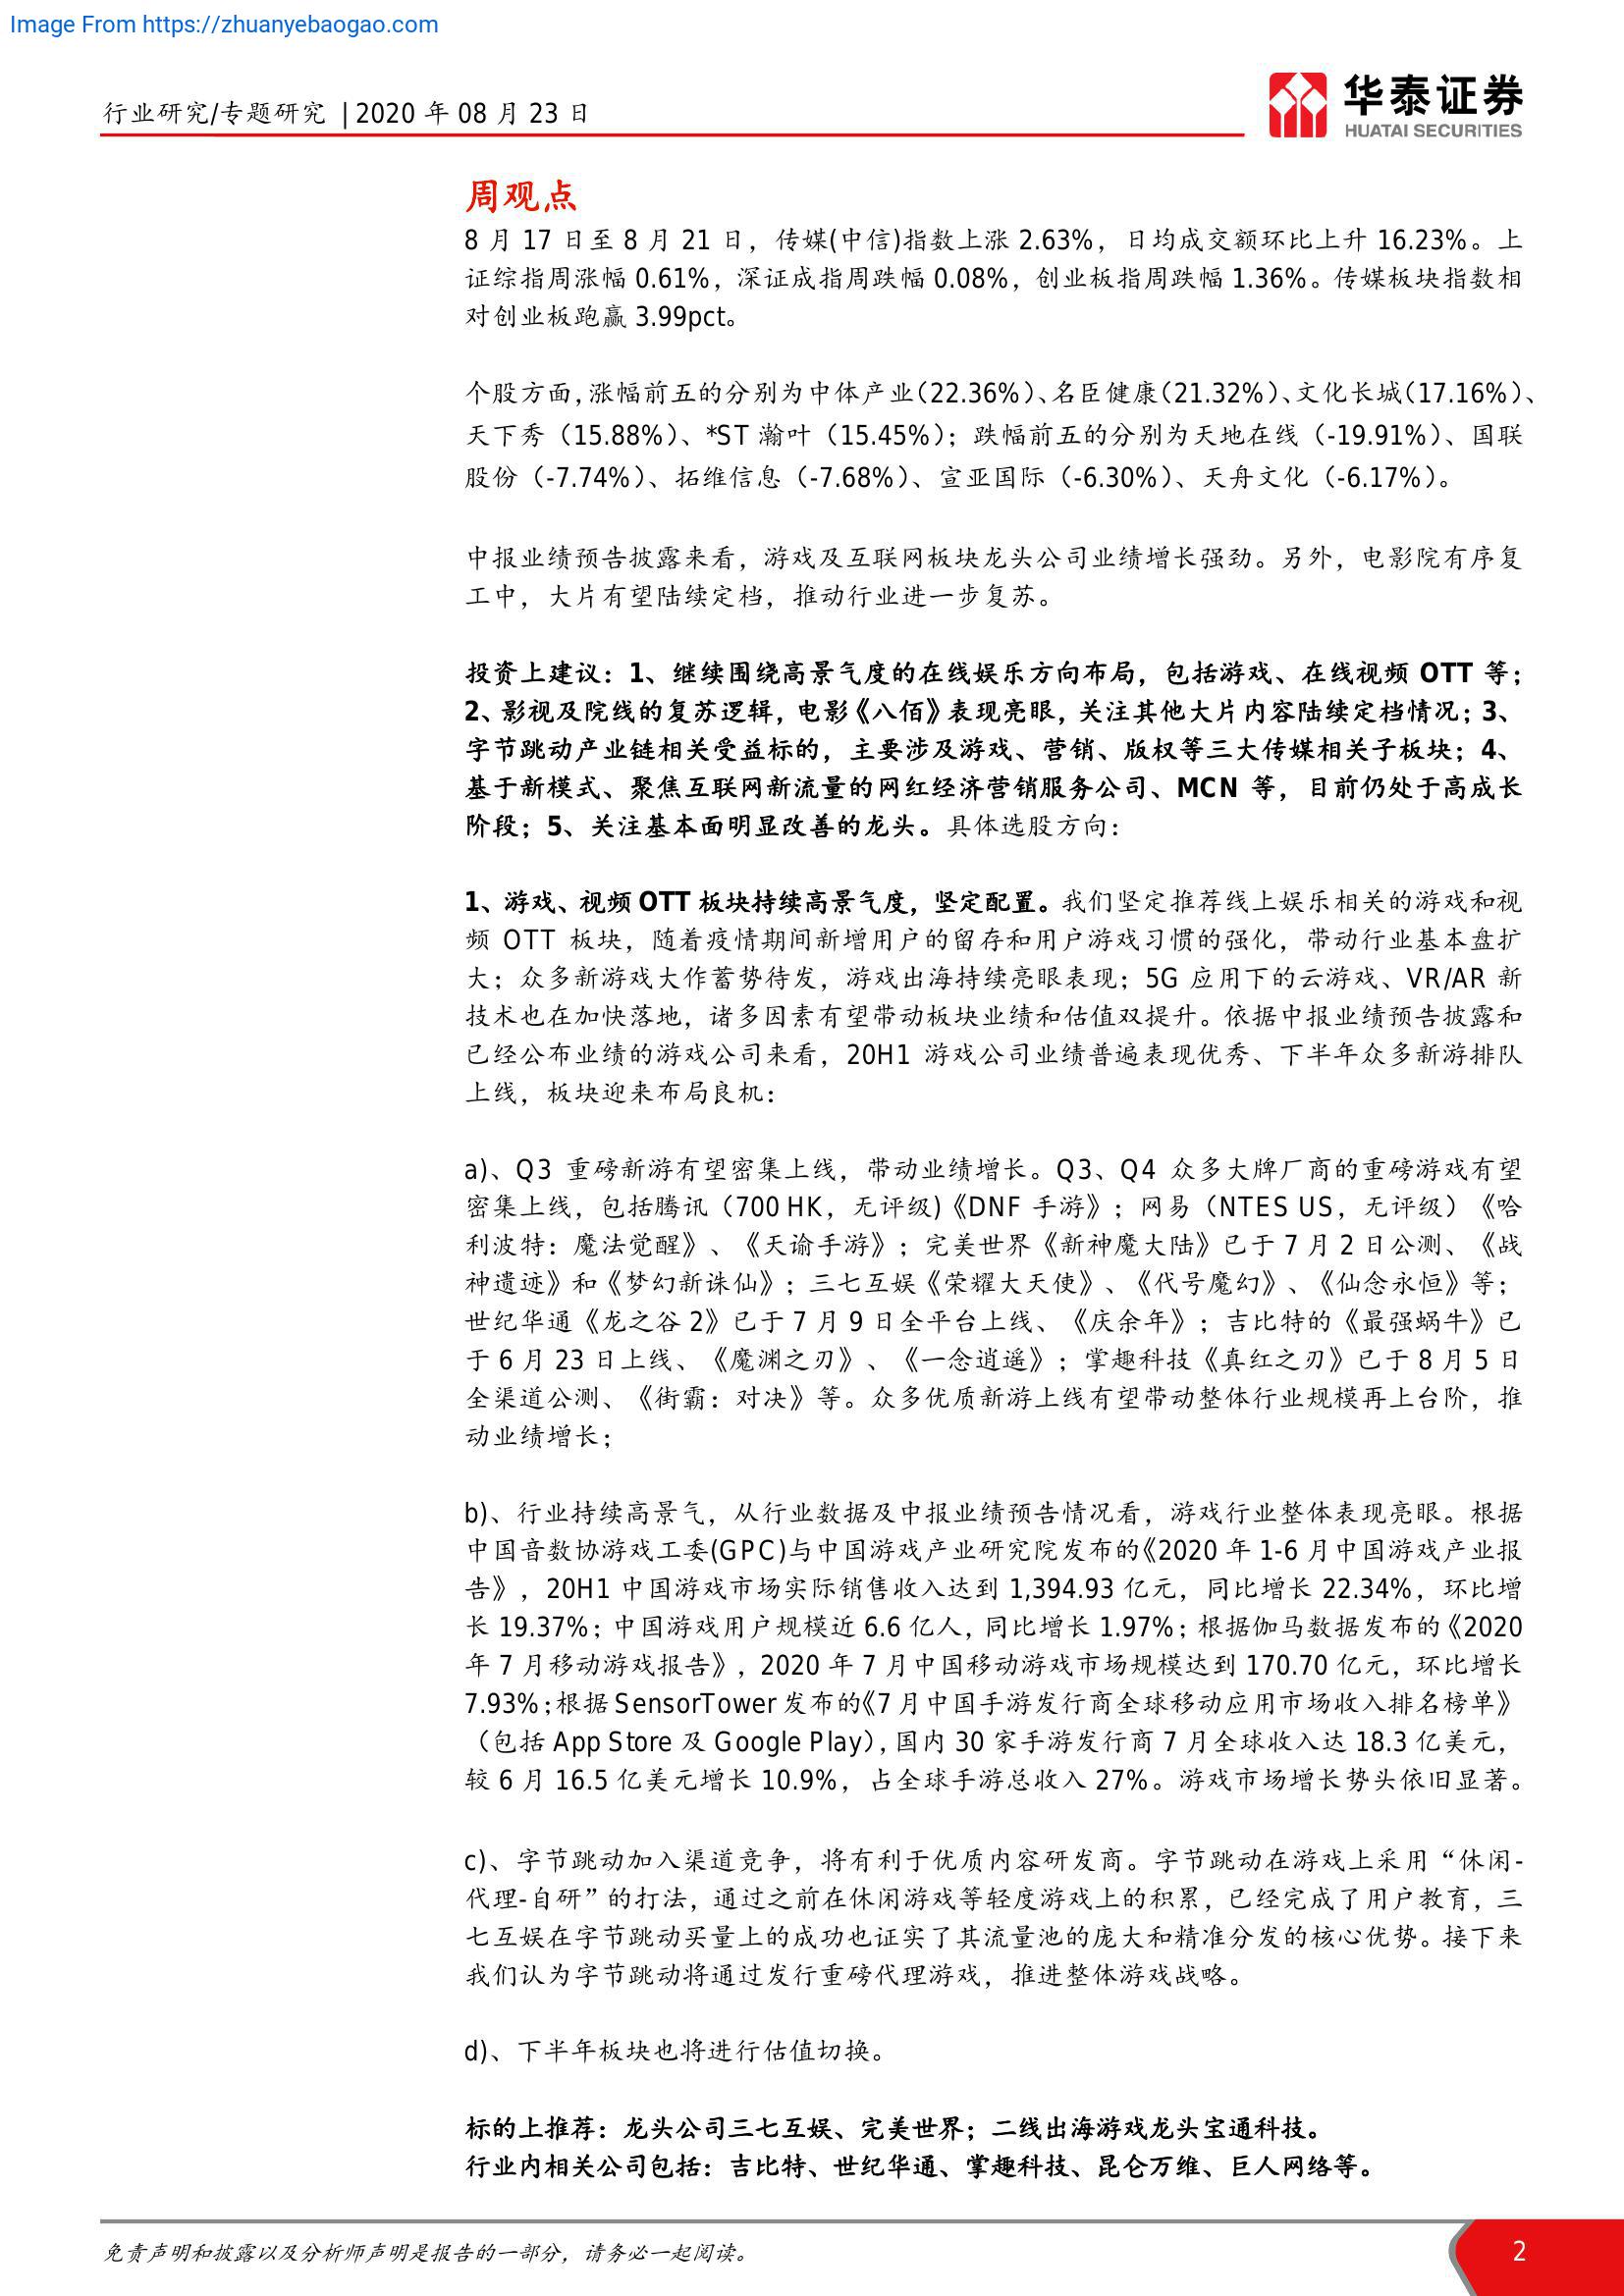 Image From https://zhuanyebaogao.com
行业研究/专题研究 | 2020 年 08 月 23 日
华泰证券
HUATAI SECURITIES
周观点
8 月 17 日至 8 月 21 日，传媒(中信)指数上涨 2.63%，日均成交额环比上升 16.23%。上
证综指周涨幅 0.61%，深证成指周跌幅 0.08%，创业板指周跌幅 1.36%。传媒板块指数相
对创业板跑赢 3.99pct。
个股方面，涨幅前五的分别为中体产业（22.36%）、名臣健康（21.32%）、文化长城（17.16%）、
天下秀（15.88%）、*ST 瀚叶（15.45%）；跌幅前五的分别为天地在线（-19.91%）、国联
股份（-7.74%）、拓维信息（-7.68%）、宣亚国际（-6.30%）、天舟文化（-6.17%）。
中报业绩预告披露来看，游戏及互联网板块龙头公司业绩增长强劲。另外，电影院有序复
工中，大片有望陆续定档，推动行业进一步复苏。
投资上建议：1、继续围绕高景气度的在线娱乐方向布局，包括游戏、在线视频 OTT 等；
2、影视及院线的复苏逻辑，电影《八佰》表现亮眼，关注其他大片内容陆续定档情况；3、
字节跳动产业链相关受益标的，主要涉及游戏、营销、版权等三大传媒相关子板块；4、
基于新模式、聚焦互联网新流量的网红经济营销服务公司、MCN 等，目前仍处于高成长
阶段；5、关注基本面明显改善的龙头。具体选股方向：
1、游戏、视频 OTT 板块持续高景气度，坚定配置。我们坚定推荐线上娱乐相关的游戏和视
频 OTT 板块，随着疫情期间新增用户的留存和用户游戏习惯的强化，带动行业基本盘扩
大；众多新游戏大作蓄势待发，游戏出海持续亮眼表现；5G 应用下的云游戏、VR/AR 新
技术也在加快落地，诸多因素有望带动板块业绩和估值双提升。依据中报业绩预告披露和
已经公布业绩的游戏公司来看，20H1 游戏公司业绩普遍表现优秀、下半年众多新游排队
上线，板块迎来布局良机：
a)、Q3 重磅新游有望密集上线，带动业绩增长。Q3、Q4 众多大牌厂商的重磅游戏有望
密集上线，包括腾讯（700 HK，无评级)《DNF 手游》；网易（NTES US，无评级）《哈
利波特：魔法觉醒》、《天谕手游》；完美世界《新神魔大陆》已于 7 月 2 日公测、《战
神遗迹》和《梦幻新诛仙》；三七互娱《荣耀大天使》、《代号魔幻》、《仙念永恒》等；
世纪华通《龙之谷 2》已于 7 月 9 日全平台上线、《庆余年》；吉比特的《最强蜗牛》已
于 6 月 23 日上线、《魔渊之刃》、《一念逍遥》；掌趣科技《真红之刃》已于 8 月 5 日
全渠道公测、《街霸：对决》等。众多优质新游上线有望带动整体行业规模再上台阶，推
动业绩增长；
b)、行业持续高景气，从行业数据及中报业绩预告情况看，游戏行业整体表现亮眼。根据
中国音数协游戏工委(GPC)与中国游戏产业研究院发布的《2020 年 1-6 月中国游戏产业报
告》，20H1 中国游戏市场实际销售收入达到 1,394.93 亿元，同比增长 22.34%，环比增
长 19.37%；中国游戏用户规模近 6.6 亿人，同比增长 1.97%；根据伽马数据发布的《2020
年 7 月移动游戏报告》，2020 年 7 月中国移动游戏市场规模达到 170.70 亿元，环比增长
7.93%；根据 SensorTower 发布的《7 月中国手游发行商全球移动应用市场收入排名榜单》
（包括 App Store 及 Google Play），国内 30 家手游发行商 7 月全球收入达 18.3 亿美元，
较 6 月 16.5 亿美元增长 10.9%，占全球手游总收入 27%。游戏市场增长势头依旧显著。
c)、字节跳动加入渠道竞争，将有利于优质内容研发商。字节跳动在游戏上采用“休闲-
代理-自研”的打法，通过之前在休闲游戏等轻度游戏上的积累，已经完成了用户教育，三
七互娱在字节跳动买量上的成功也证实了其流量池的庞大和精准分发的核心优势。接下来
我们认为字节跳动将通过发行重磅代理游戏，推进整体游戏战略。
d)、下半年板块也将进行估值切换。
标的上推荐：龙头公司三七互娱、完美世界；二线出海游戏龙头宝通科技。
行业内相关公司包括：吉比特、世纪华通、掌趣科技、昆仑万维、巨人网络等。
免责声明和披露以及分析师声明是报告的一部分，请务必一起阅读。
2